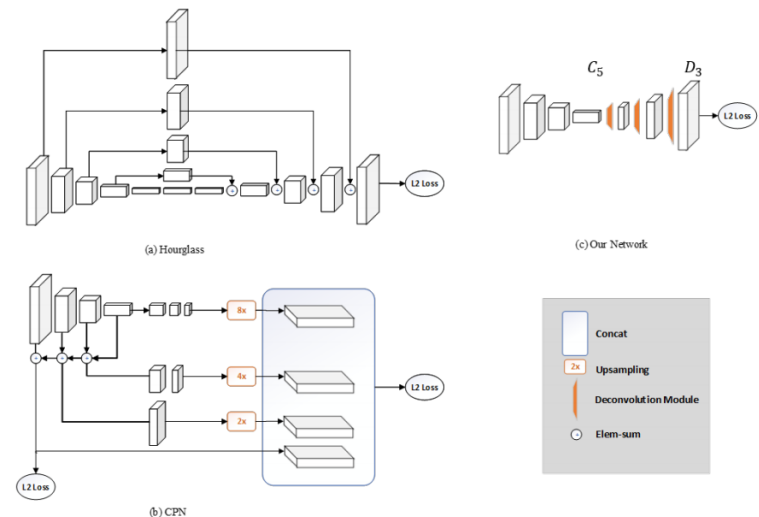 C5
D3
L2 Loss
L2 Loss
(a) Hourglass
(c) Our Network
8x
4x
L2 Loss
2x
L2 Loss
(b) CPN
Concat
2x
Upsampling
Deconvolution Module
Elem-sum